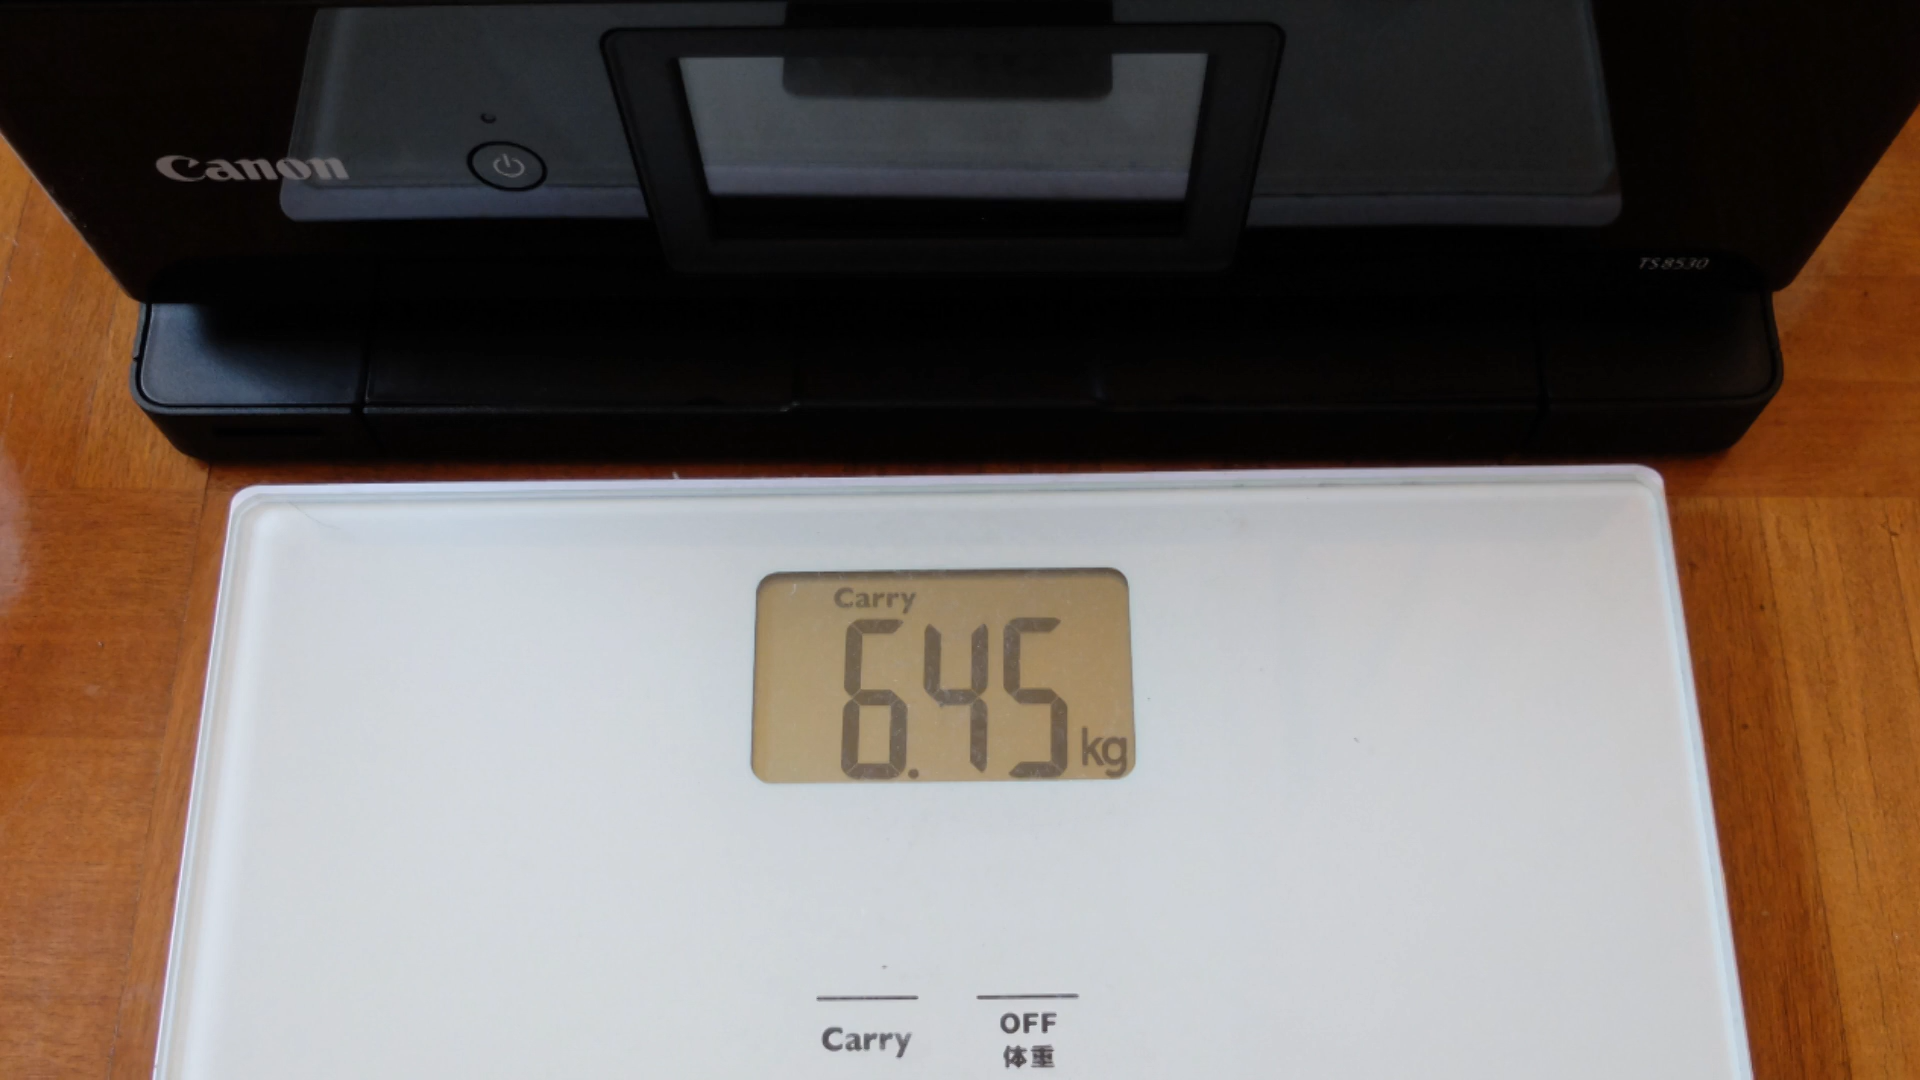 Canon
TS8530
Carry
6.45 kg
Carry
OFF
体重